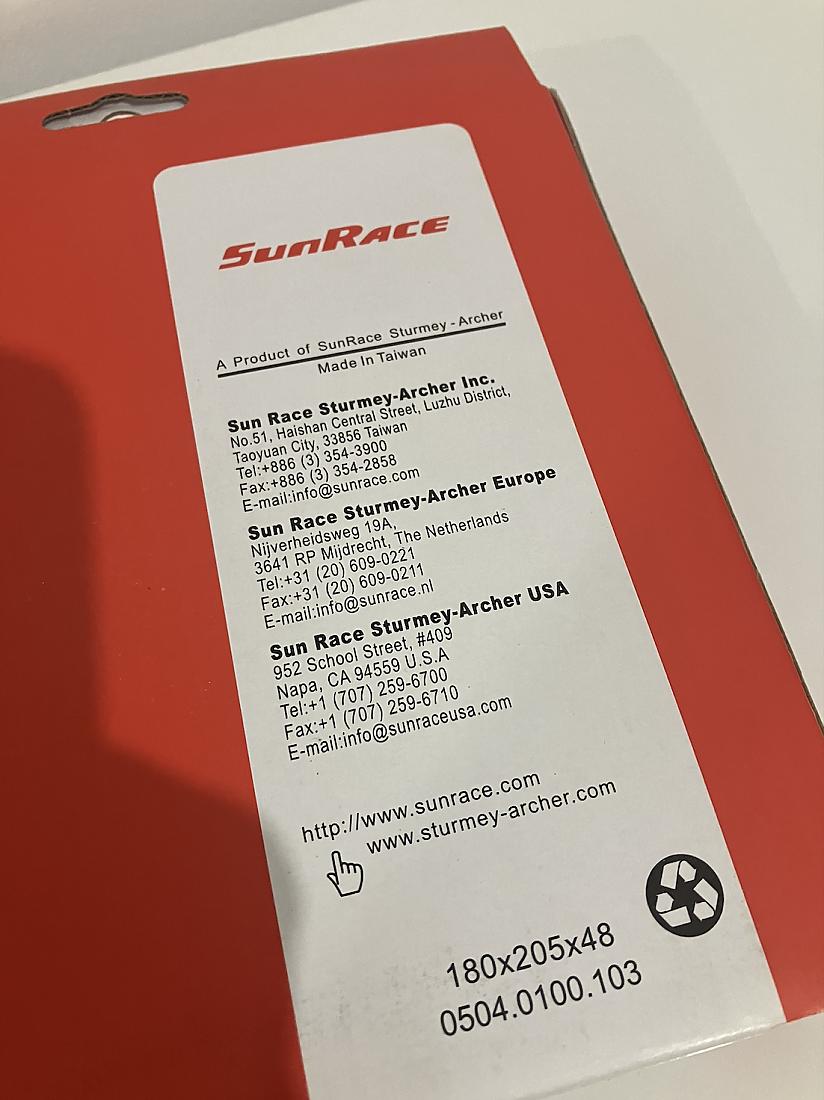 SunRace
A Product of SunRace Sturmey-Archer
Made In Taiwan
Sun Race Sturmey-Archer Inc.
No.51, Haishan Central Street, Luzhu District,
Taoyuan City, 33856 Taiwan
Tel:+886 (3) 354-3900
Fax:+886 (3) 354-2858
E-mail:info@sunrace.com
Sun Race Sturmey-Archer Europe
Nijverheidsweg 19A,
3641 RP Mijdrecht, The Netherlands
Tel:+31 (20) 609-0221
Fax:+31 (20) 609-0211
E-mail:info@sunrace.nl
Sun Race Sturmey-Archer USA
952 School Street, #409
Napa, CA 94559 U.S.A
Tel:+1 (707) 259-6700
Fax:+1 (707) 259-6710
E-mail:info@sunraceusa.com
http://www.sunrace.com
www.sturmey-archer.com
180x205x48
0504.0100.103